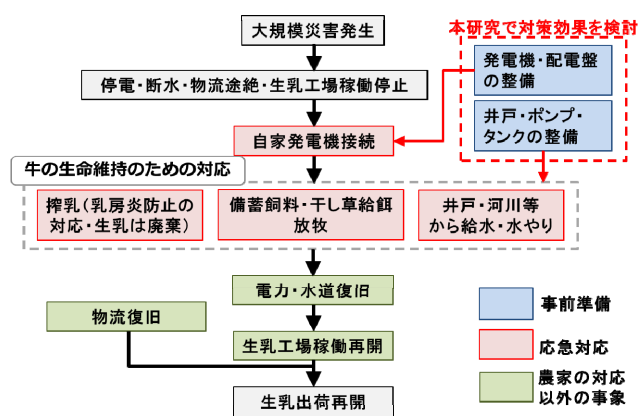 大規模災害発生
本研究で対策効果を検討
発電機・配電盤
の整備
停電・断水・物流途絶・生乳工場稼働停止
井戸・ポンプ・
タンクの整備
自家発電機接続
牛の生命維持のための対応
搾乳（乳房炎防止の
対応・生乳は廃棄）
備蓄飼料・干し草給餌
放牧
井戸・河川等
から給水・水やり
電力・水道復旧
物流復旧
生乳工場稼働再開
生乳出荷再開
事前準備
応急対応
農家の対応
以外の事象